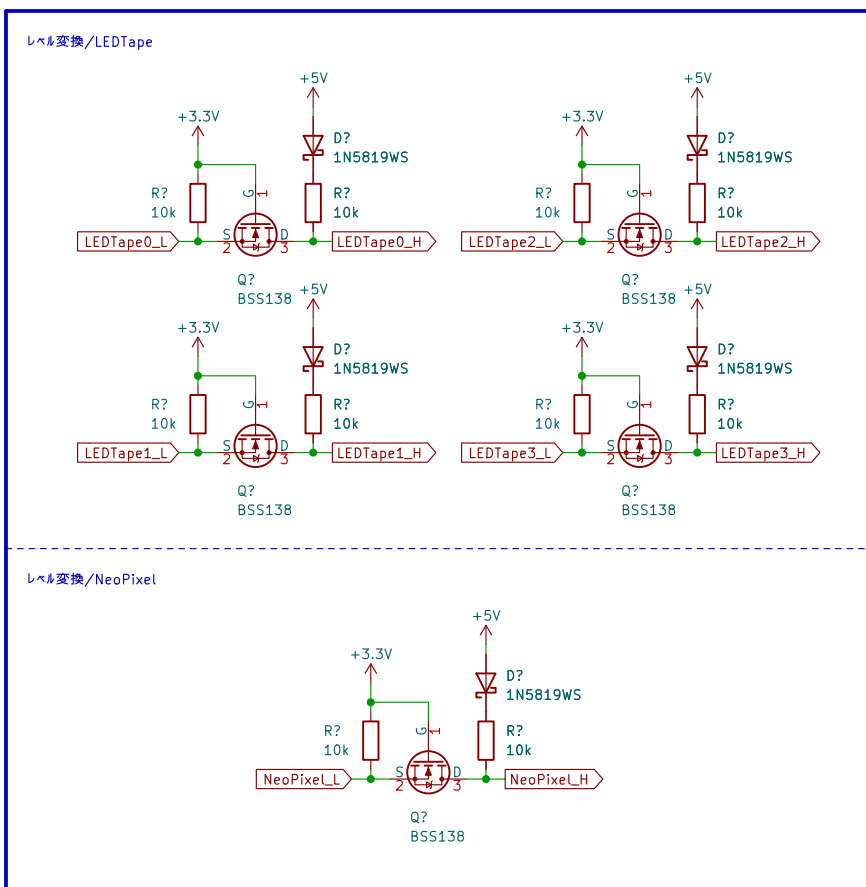 レベル変換/LEDTape
+5V
+5V
+3.3V
+3.3V
D?
1N5819WS
D?
1N5819WS
R?
10k
G
1
R?
10k
R?
10k
G
1
R?
10k
LEDTape0_L
S
2
D
3
LEDTape0_H
LEDTape2_L
S
2
D
3
LEDTape2_H
Q?
BSS138
Q?
BSS138
+5V
+5V
+3.3V
+3.3V
D?
1N5819WS
D?
1N5819WS
R?
10k
G
1
R?
10k
R?
10k
G
1
R?
10k
LEDTape1_L
S
2
D
3
LEDTape1_H
LEDTape3_L
S
2
D
3
LEDTape3_H
Q?
BSS138
Q?
BSS138
レベル変換/NeoPixel
+5V
+3.3V
D?
1N5819WS
R?
10k
G
1
R?
10k
NeoPixel_L
S
2
D
3
NeoPixel_H
Q?
BSS138